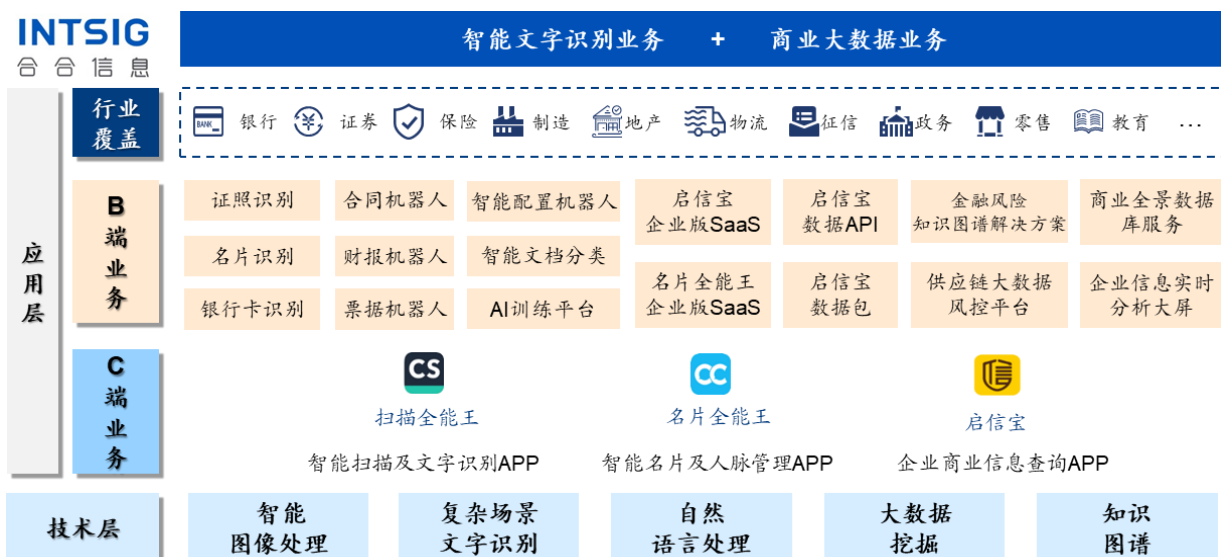 INTSIG
合合信息
智能文字识别业务 + 商业大数据业务
行业
覆盖
BANK_ 银行 证券 保险 制造 地产 物流 征信 政务 零售 教育 ...
应用层
B端业务
证照识别 合同机器人 智能配置机器人
名片识别 财报机器人 智能文档分类
银行卡识别 票据机器人 AI训练平台
启信宝
企业版SaaS
启信宝
数据API
金融风险
知识图谱解决方案
商业全景数据
库服务
名片全能王
企业版SaaS
启信宝
数据包
供应链大数据
风控平台
企业信息实时
分析大屏
C端业务
CS
扫描全能王
智能扫描及文字识别APP
CC
名片全能王
智能名片及人脉管理APP
启信宝
企业商业信息查询APP
技术层
智能
图像处理
复杂场景
文字识别
自然
语言处理
大数据
挖掘
知识
图谱